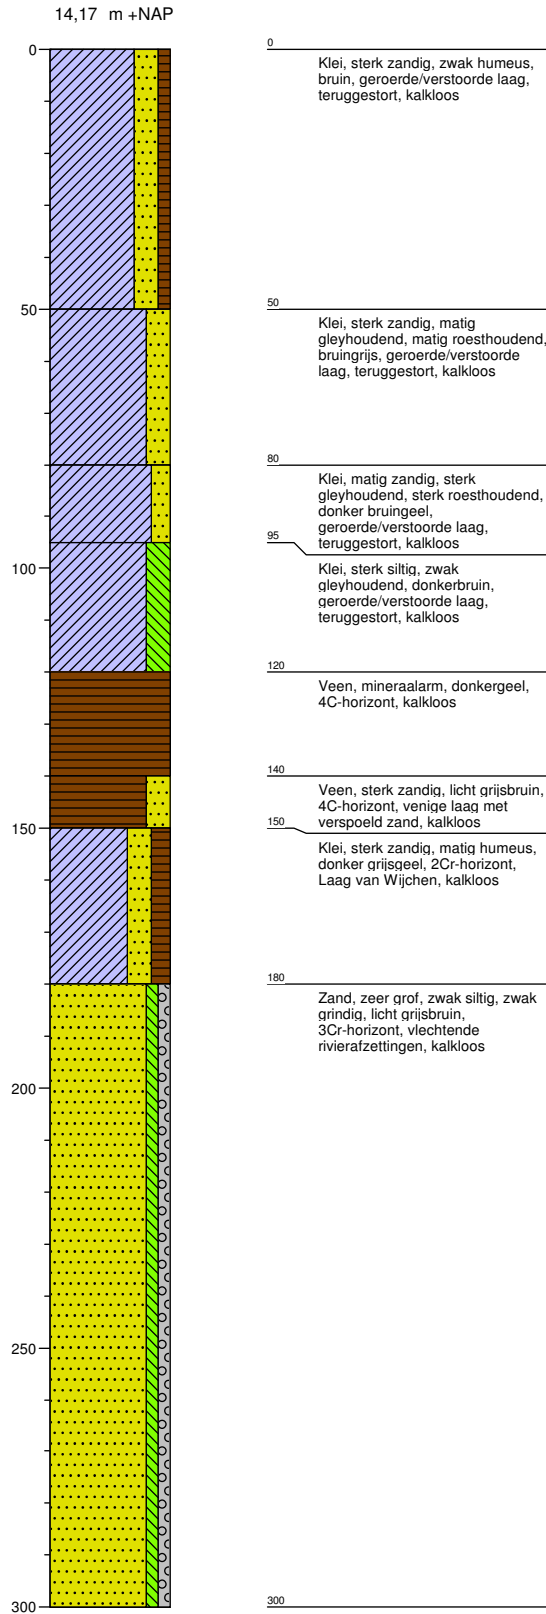 14,17 m +NAP
0
0
Klei, sterk zandig, zwak humeus,
bruin, geroerde/verstoorde laag,
teruggestort, kalkloos
50
50
Klei, sterk zandig, matig
gleyhoudend, matig roesthoudend,
bruingrijs, geroerde/verstoorde
laag, teruggestort, kalkloos
80
Klei, matig zandig, sterk
gleyhoudend, sterk roesthoudend,
donker bruingeel,
geroerde/verstoorde laag,
teruggestort, kalkloos
95
100
Klei, sterk siltig, zwak
gleyhoudend, donkerbruin,
geroerde/verstoorde laag,
teruggestort, kalkloos
120
Veen, mineraalarm, donkergeel,
4C-horizont, kalkloos
140
Veen, sterk zandig, licht grijsbruin,
4C-horizont, venige laag met
verspoeld zand, kalkloos
150
150
Klei, sterk zandig, matig humeus,
donker grijsgeel, 2Cr-horizont,
Laag van Wijchen, kalkloos
180
Zand, zeer grof, zwak siltig, zwak
grindig, licht grijsbruin,
3Cr-horizont, vlechtende
rivierafzettingen, kalkloos
200
250
300
300